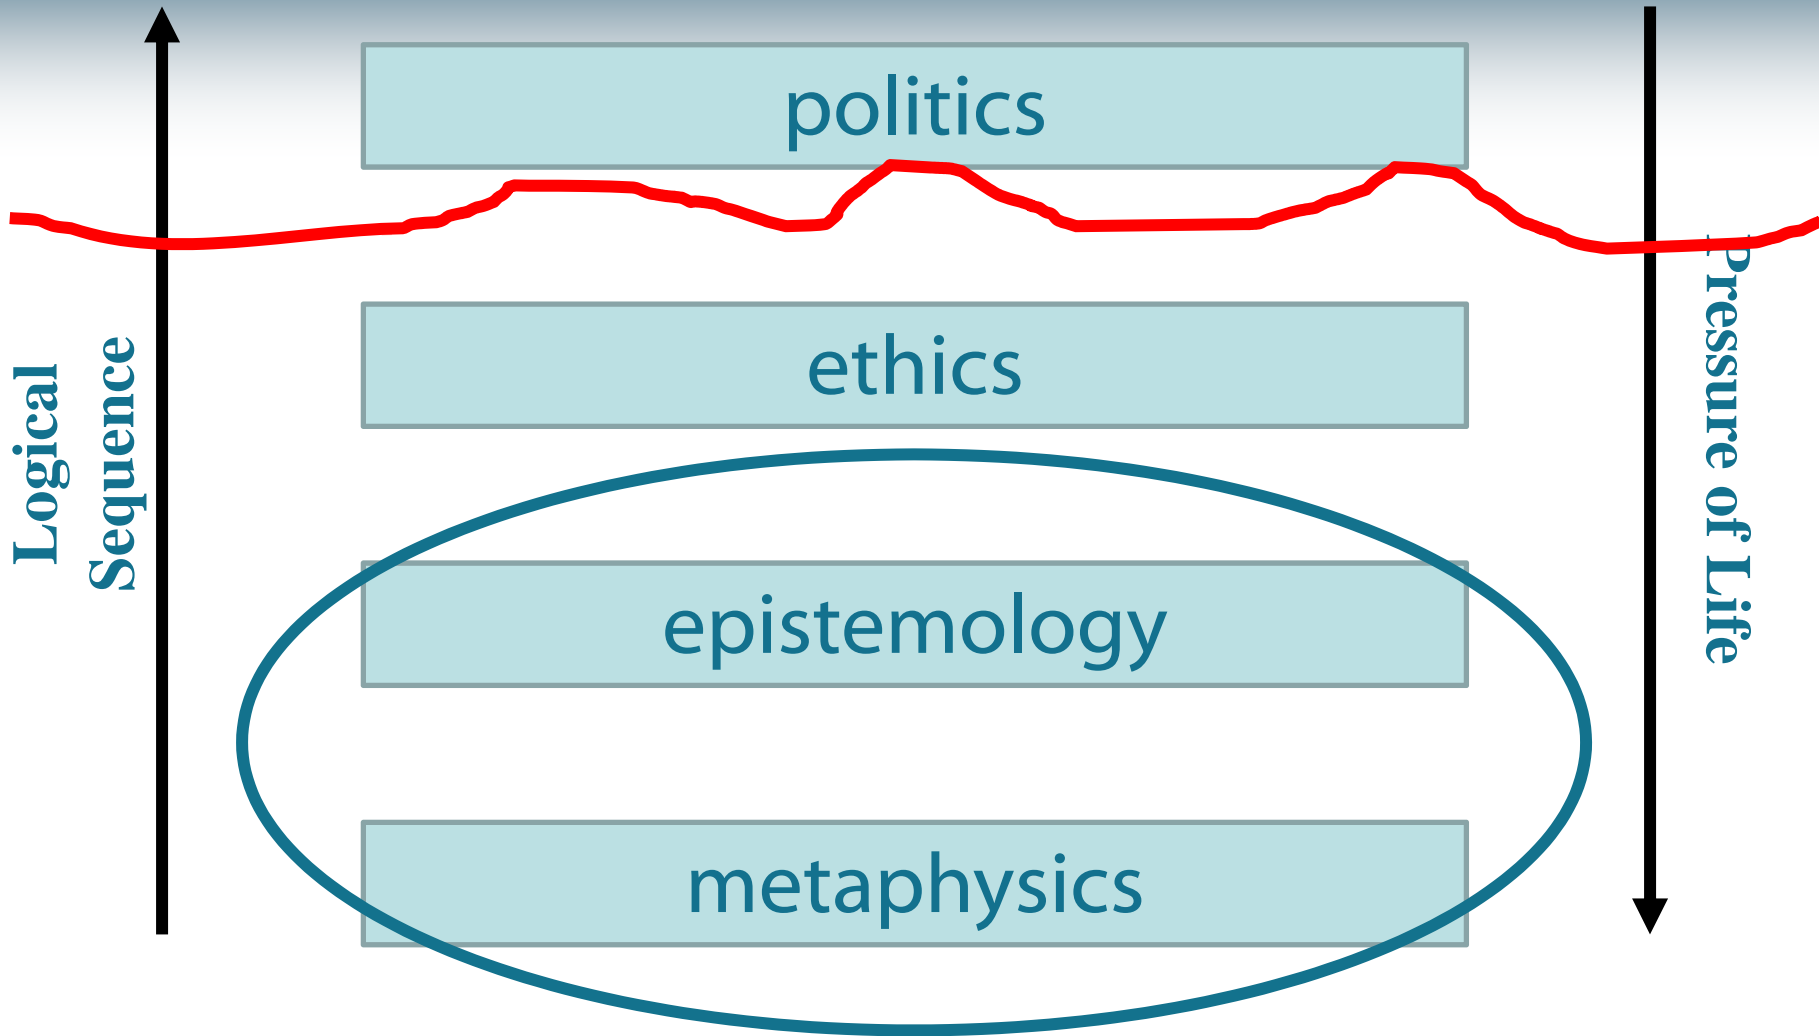 politics
ethics
epistemology
metaphysics
Logical
Sequence
Pressure of Life